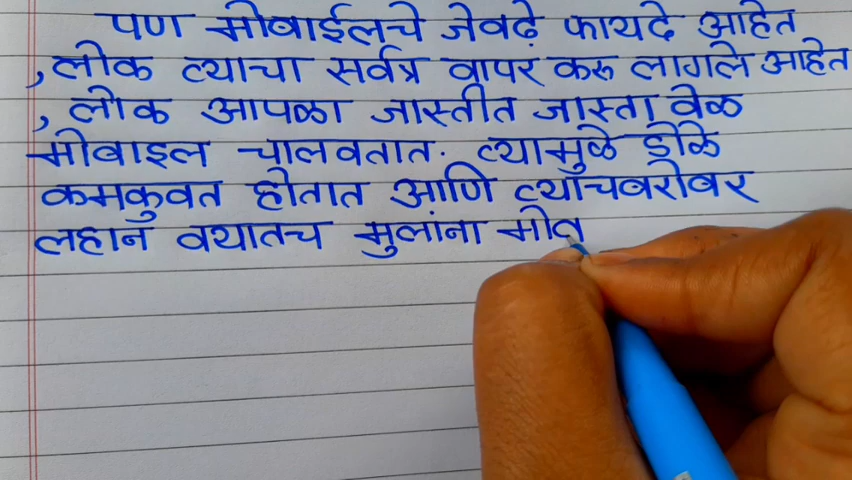 पण मोबाईलचे जेवढे फायदे आहेत
, लोक त्याचा सर्वत्र वापर करू लागले आहेत
, लोक आपळा जास्तीत जास्ता वेळ
मोबाइल चालवतात. त्यामुळे डोळे
कमकुवत होतात आणि त्याचबरोबर
लहान वयातच मुलांना मोव